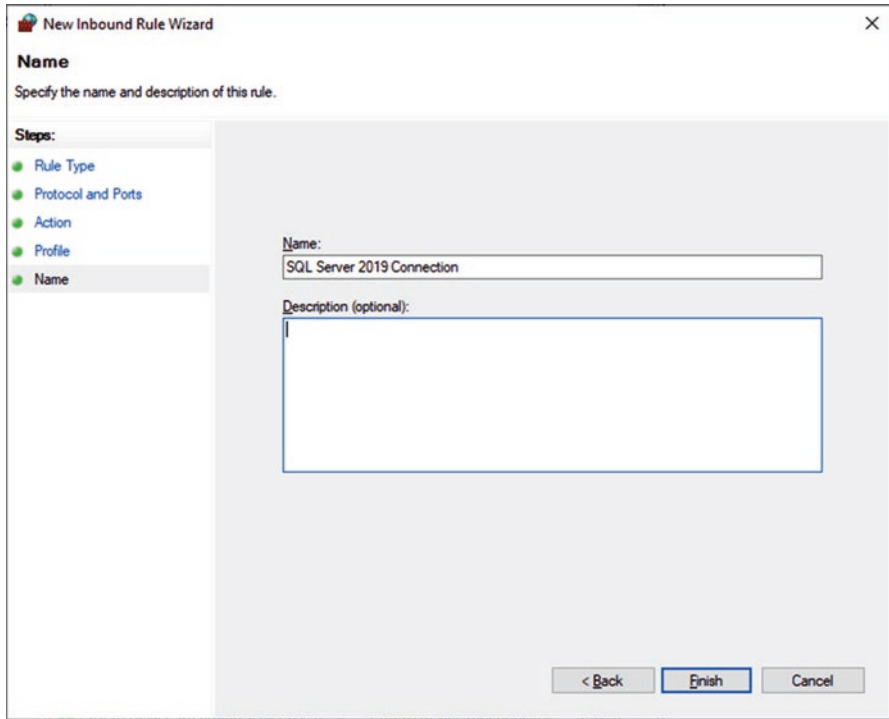 New Inbound Rule Wizard
Name
Specify the name and description of this rule.
Steps:
Rule Type
Protocol and Ports
Action
Profile
Name
Name:
SQL Server 2019 Connection
Description (optional):
< Back
Finish
Cancel